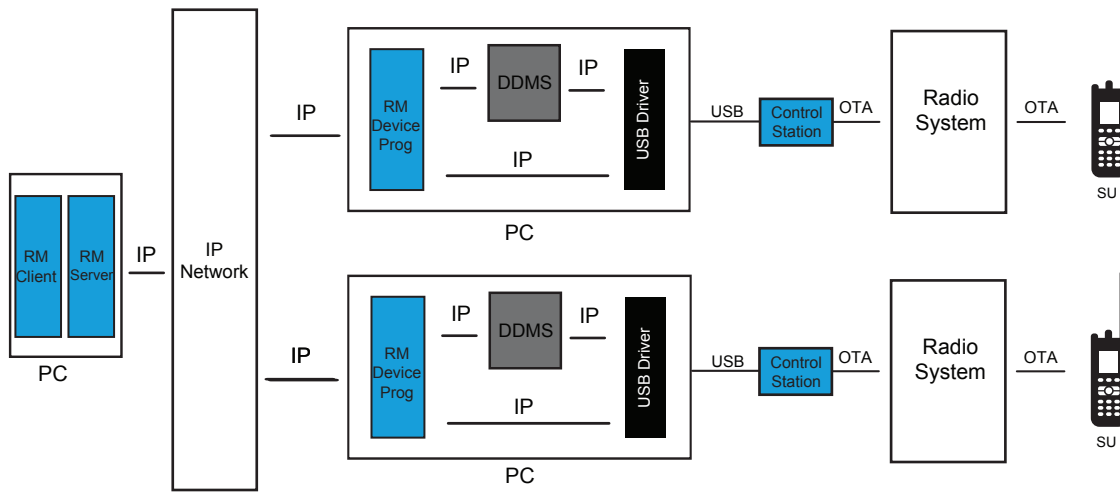 RM
Client
RM
Server
PC
IP
IP
Network
IP
RM
Device
Prog
IP
DDMS
IP
USB Driver
IP
PC
USB
Control
Station
OTA
Radio
System
OTA
SU
IP
RM
Device
Prog
IP
DDMS
IP
USB Driver
IP
PC
USB
Control
Station
OTA
Radio
System
OTA
SU